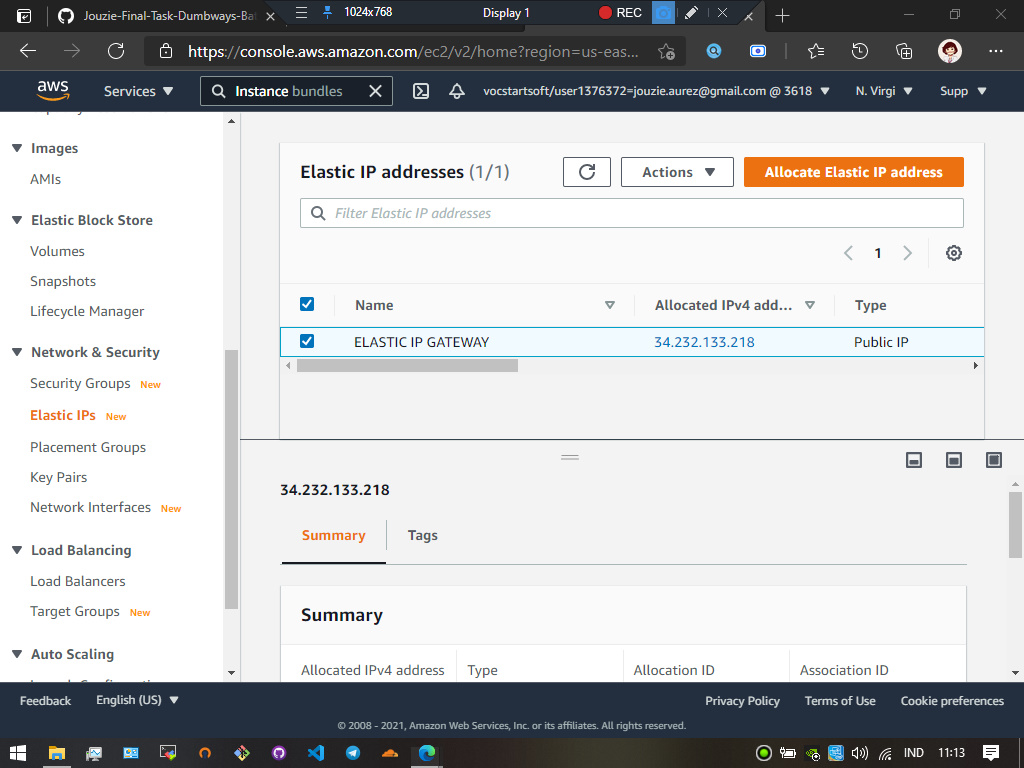 Jouzie-Final-Task-Dumbways-Ba
1024x768
Display 1
REC
https://console.aws.amazon.com/ec2/v2/home?region=us-eas...
aws
Services
Instance bundles
vocstartsoft/user1376372=jouzie.aurez@gmail.com @ 3618
N. Virgi
Supp
Images
AMIs
Elastic Block Store
Volumes
Snapshots
Lifecycle Manager
Network & Security
Security Groups New
Elastic IPs New
Placement Groups
Key Pairs
Network Interfaces New
Load Balancing
Load Balancers
Target Groups New
Auto Scaling
Elastic IP addresses (1/1)
Actions
Allocate Elastic IP address
Filter Elastic IP addresses
1
Name
Allocated IPv4 add...
Type
ELASTIC IP GATEWAY
34.232.133.218
Public IP
34.232.133.218
Summary
Tags
Summary
Allocated IPv4 address
Type
Allocation ID
Association ID
Feedback
English (US)
Privacy Policy
Terms of Use
Cookie preferences
© 2008 - 2021, Amazon Web Services, Inc. or its affiliates. All rights reserved.
IND
11:13